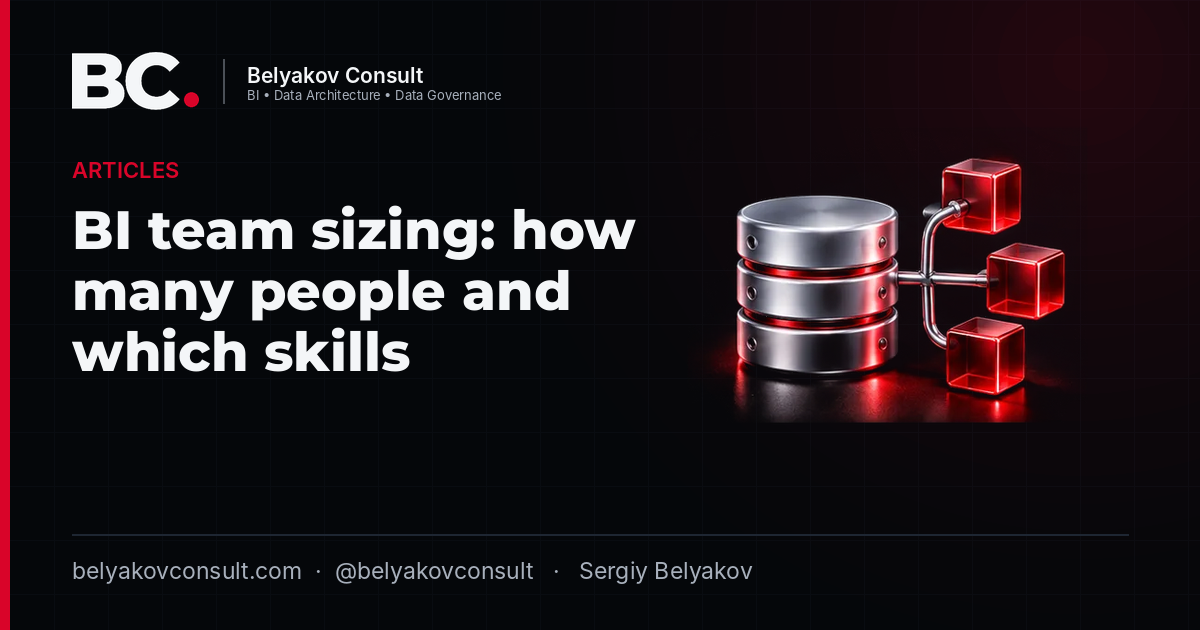 BC.
Belyakov Consult
BI • Data Architecture • Data Governance
ARTICLES
BI team sizing: how
many people and
which skills
belyakovconsult.com · @belyakovconsult · Sergiy Belyakov